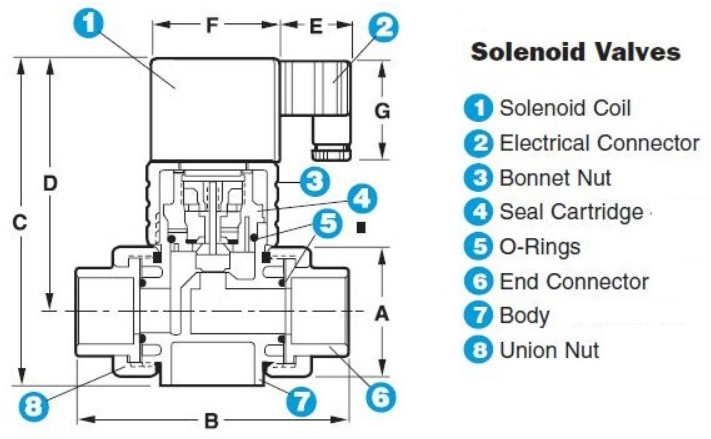 Solenoid Valves
1 Solenoid Coil
2 Electrical Connector
3 Bonnet Nut
4 Seal Cartridge
5 O-Rings
6 End Connector
7 Body
8 Union Nut
1
F
E
2
G
D
C
3
4
5
A
8
B
7
6